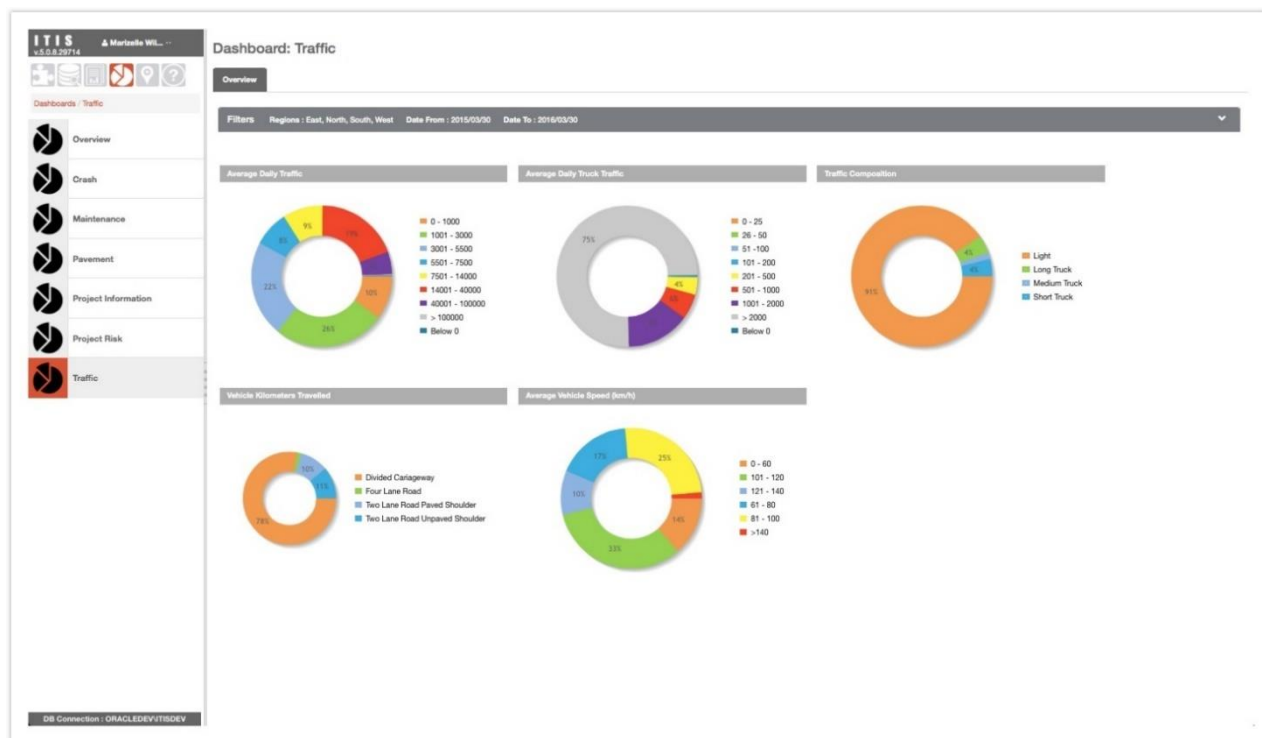 ITIS
Marizelle Wil... ...
v.5.0.8.29714
Dashboard: Traffic
Overview
Dashboards / Traffic
Filters Regions : East, North, South, West Date From : 2015/03/30 Date To : 2016/03/30
Overview
Crash
Maintenance
Pavement
Project Information
Project Risk
Traffic
Average Daily Traffic
9%
19%
8%
22%
10%
26%
0 - 1000
1001 - 3000
3001 - 5500
5501 - 7500
7501 - 14000
14001 - 40000
40001 - 100000
> 100000
Below 0
Average Daily Truck Traffic
75%
4%
0 - 25
26 - 50
51 -100
101 - 200
201 - 500
501 - 1000
1001 - 2000
> 2000
Below 0
Traffic Composition
4%
4%
91%
Light
Long Truck
Medium Truck
Short Truck
Vehicle Kilometers Travelled
10%
11%
78%
Divided Cariageway
Four Lane Road
Two Lane Road Paved Shoulder
Two Lane Road Unpaved Shoulder
Average Vehicle Speed (km/h)
17%
25%
10%
14%
33%
0 - 60
101 - 120
121 - 140
61 - 80
81 - 100
>140
DB Connection : ORACLEDEV\ITISDEV